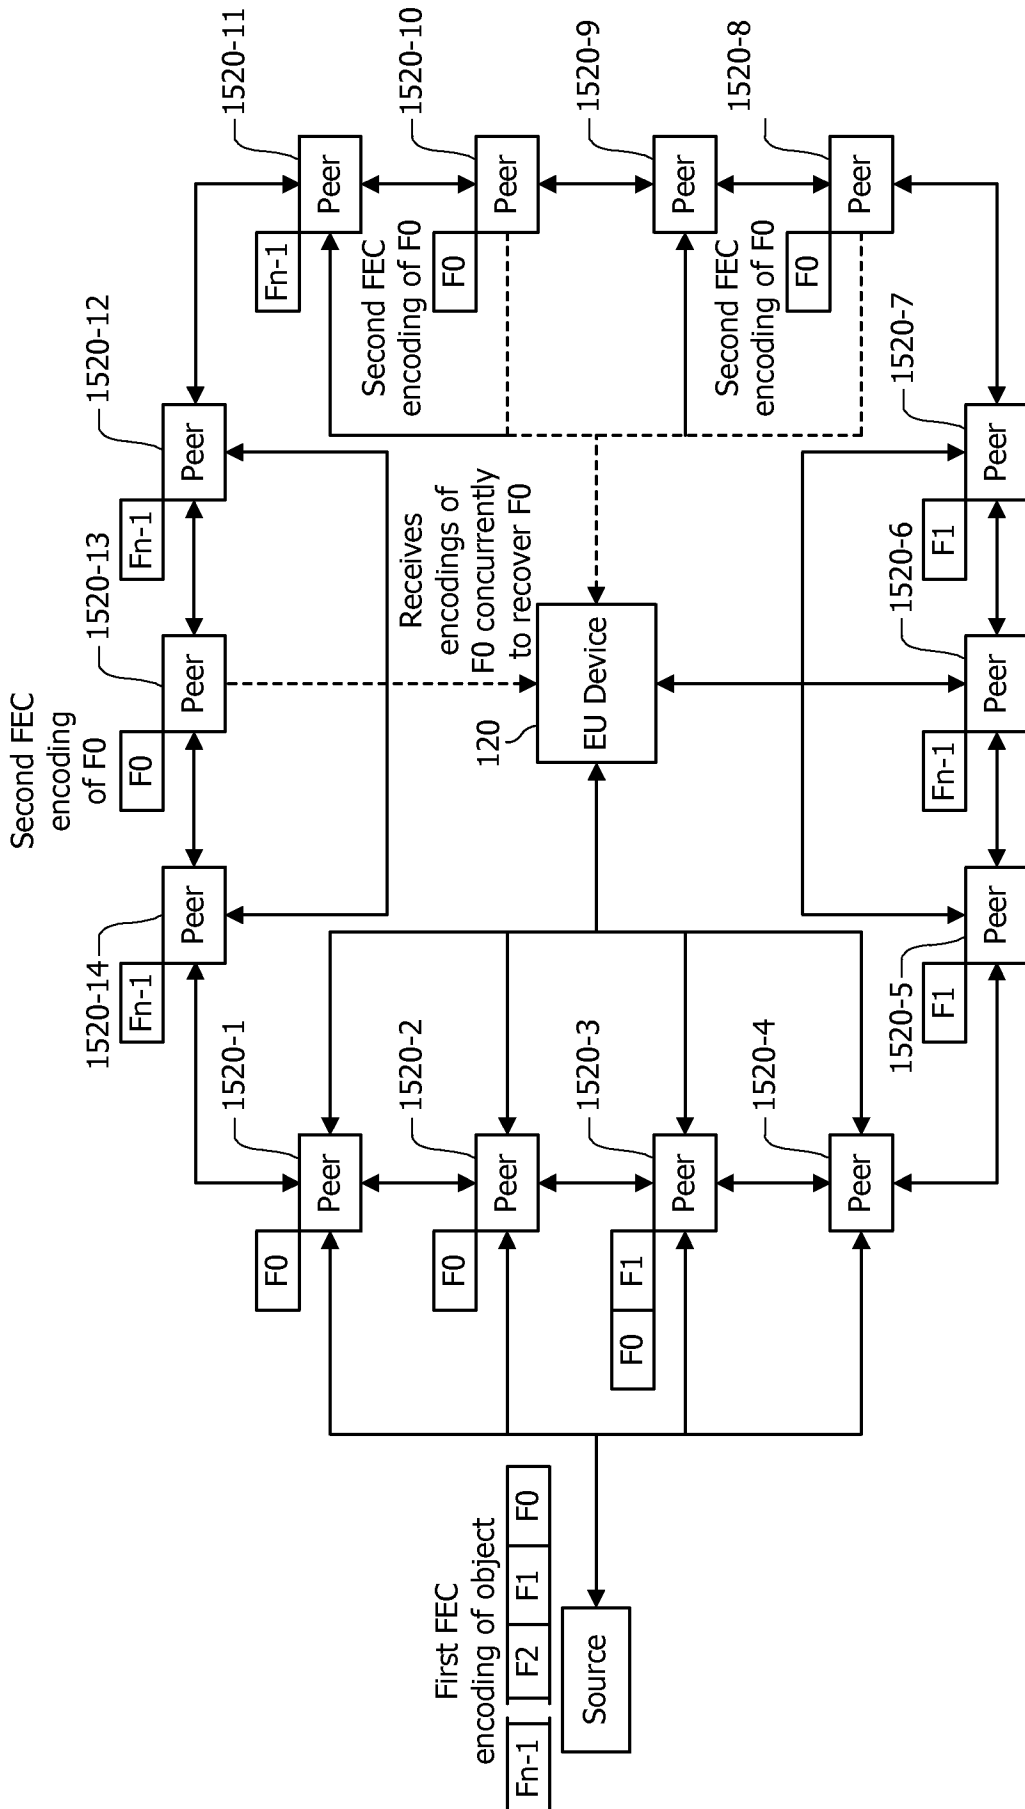 First FEC
encoding of object
Fn-1
F2
F1
F0
Source
F0
Peer
1520-1
F0
Peer
1520-2
F0
F1
Peer
1520-3
Peer
1520-4
F1
Peer
1520-5
Fn-1
Peer
1520-6
F1
Peer
1520-7
Second FEC
encoding of F0
F0
Peer
1520-8
Peer
1520-9
Second FEC
encoding of F0
F0
Peer
1520-10
Fn-1
Peer
1520-11
Fn-1
Peer
1520-12
Second FEC
encoding
of F0
F0
Peer
1520-13
Fn-1
Peer
1520-14
Receives
encodings of
F0 concurrently
to recover F0
120
EU Device